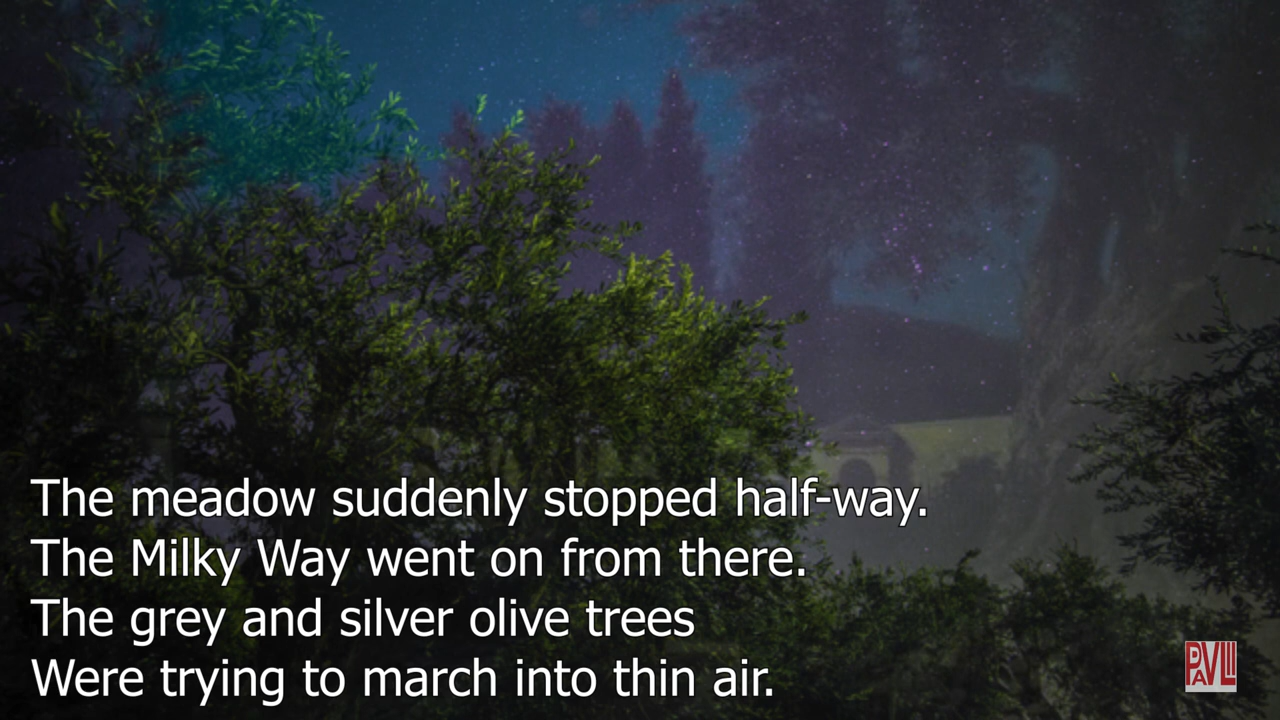 The meadow suddenly stopped half-way.
The Milky Way went on from there.
The grey and silver olive trees
Were trying to march into thin air.